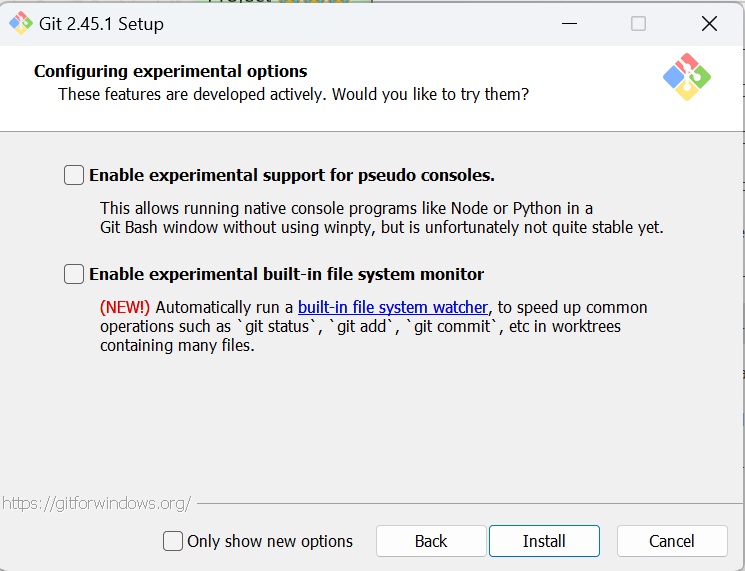 Git 2.45.1 Setup
Configuring experimental options
These features are developed actively. Would you like to try them?
Enable experimental support for pseudo consoles.
This allows running native console programs like Node or Python in a
Git Bash window without using winpty, but is unfortunately not quite stable yet.
Enable experimental built-in file system monitor
(NEW!) Automatically run a built-in file system watcher, to speed up common
operations such as `git status`, `git add`, `git commit`, etc in worktrees
containing many files.
https://gitforwindows.org/
Only show new options
Back
Install
Cancel